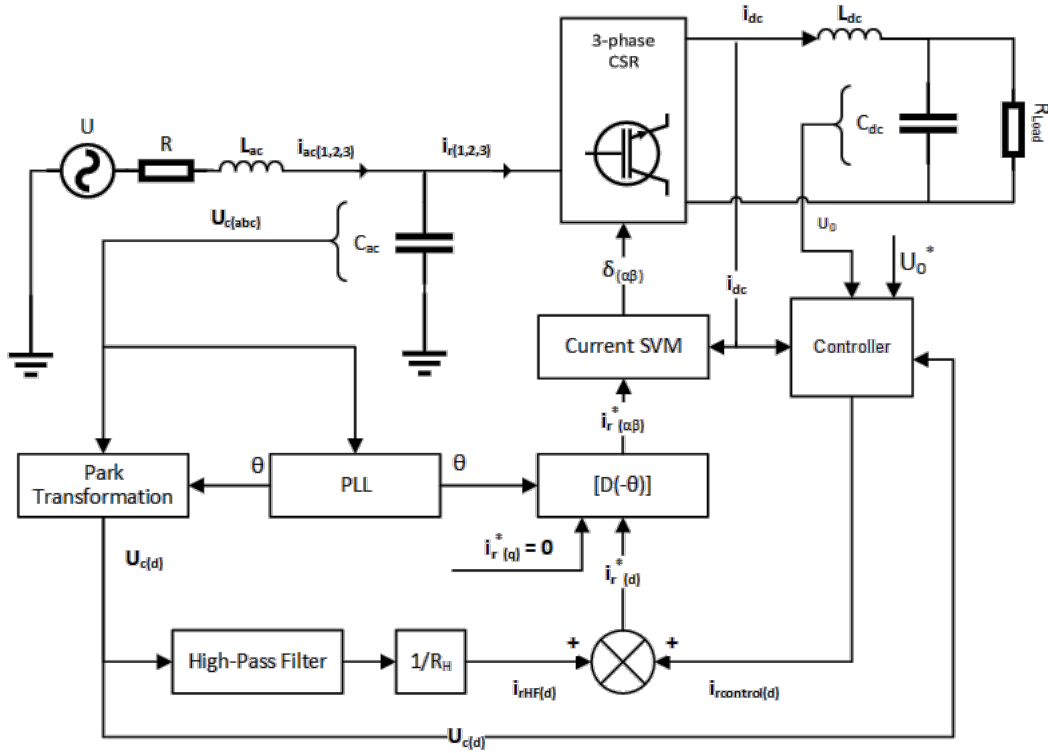 i_dc
L_dc
3-phase
CSR
U
R
L_ac
i_ac(1,2,3)
i_r(1,2,3)
C_dc
R_Load
U_c(abc)
C_ac
U_0
U_0^*
δ_(αβ)
i_dc
Current SVM
Controller
i_r^*_(αβ)
Park
Transformation
θ
PLL
θ
[D(-θ)]
i_r^*_(q) = 0
U_c(d)
i_r^*_(d)
High-Pass Filter
1/R_H
+
+
i_rHF(d)
i_rcontrol(d)
U_c(d)